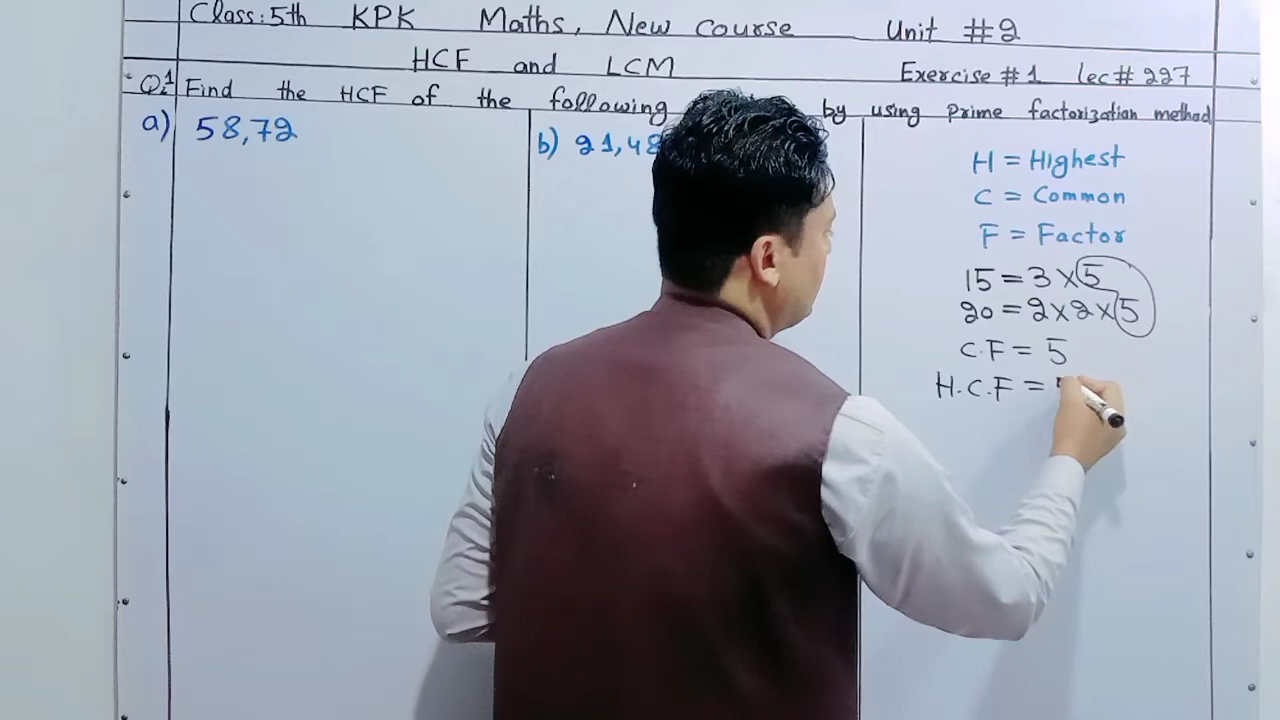 Class:5th KPK Maths, New course Unit #2
HCF and LCM Exercise #1 lec# 227
Q1 Find the HCF of the following by using prime factorization method
a) 58,72
b) 21,48
H = Highest
C = Common
F = Factor
15 = 3 × 5
20 = 2 × 2 × 5
C.F = 5
H.C.F =